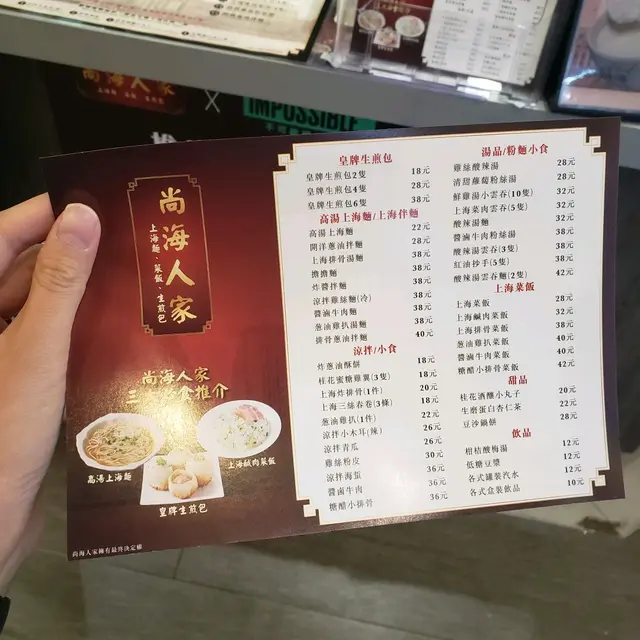 尚海人家
X
IMPOSSIBLE
尚海人家
上海麵、菜飯、生煎包
尚海人家
高湯上海麵
上海鹹肉菜飯
皇牌生煎包
尚海人家擁有最終決定權
皇牌生煎包
皇牌生煎包2隻 18元
皇牌生煎包4隻 28元
皇牌生煎包6隻 38元
高湯上海麵/上海伴麵
高湯上海麵 22元
開洋蔥油拌麵 28元
上海排骨湯麵 38元
擔擔麵 38元
炸醬拌麵 38元
涼拌雞絲麵(冷) 38元
醬滷牛肉麵 38元
蔥油雞扒湯麵 38元
排骨蔥油拌麵 40元
涼拌/小食
炸蔥油酥餅 18元
桂花蜜糖雞翼(3隻) 18元
上海炸排骨(1件) 20元
上海三絲春卷(3條) 18元
蔥油雞扒(1件) 22元
涼拌小木耳(辣) 26元
涼拌青瓜 26元
雞絲粉皮 30元
涼拌海蜇 36元
醬滷牛肉 36元
糖醋小排骨 36元
湯品/粉麵小食
雞絲酸辣湯 28元
清甜蘿蔔粉絲湯 28元
鮮雞湯小雲吞(10隻) 32元
上海菜肉雲吞(5隻) 32元
酸辣湯麵 32元
醬滷牛肉粉絲湯 38元
酸辣湯雲吞(3隻) 38元
紅油抄手(5隻) 38元
酸辣湯雲吞麵(2隻) 42元
上海菜飯
上海菜飯 28元
上海鹹肉菜飯 32元
上海排骨菜飯 38元
蔥油雞菜飯 40元
醬滷牛肉菜飯 40元
糖醋小排骨菜飯 42元
甜品
桂花酒釀小丸子 20元
生磨蛋白杏仁茶 22元
豆沙鍋餅 28元
飲品
柑桔酸梅湯 12元
低糖豆漿 12元
各式罐裝汽水 12元
各式盒裝飲品 10元